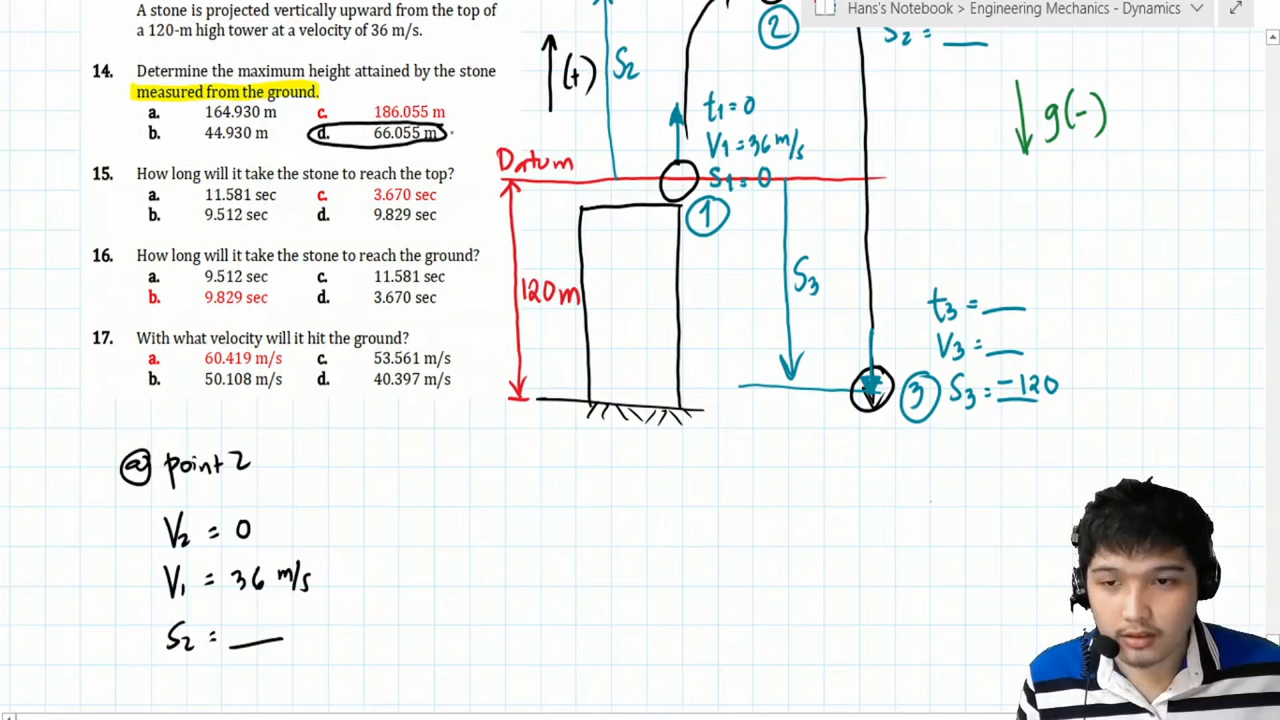 Hans's Notebook > Engineering Mechanics - Dynamics
A stone is projected vertically upward from the top of
a 120-m high tower at a velocity of 36 m/s.
14. Determine the maximum height attained by the stone
measured from the ground.
a. 164.930 m c. 186.055 m
b. 44.930 m d. 66.055 m
15. How long will it take the stone to reach the top?
a. 11.581 sec c. 3.670 sec
b. 9.512 sec d. 9.829 sec
16. How long will it take the stone to reach the ground?
a. 9.512 sec c. 11.581 sec
b. 9.829 sec d. 3.670 sec
17. With what velocity will it hit the ground?
a. 60.419 m/s c. 53.561 m/s
b. 50.108 m/s d. 40.397 m/s
@ point 2
V2 = 0
V1 = 36 m/s
S2 = __
(+)
S2
2
S2 = __
g(-)
t1 = 0
V1 = 36 m/s
S1 = 0
Datum
1
120m
S3
t3 = __
V3 = __
3 S3 = -120